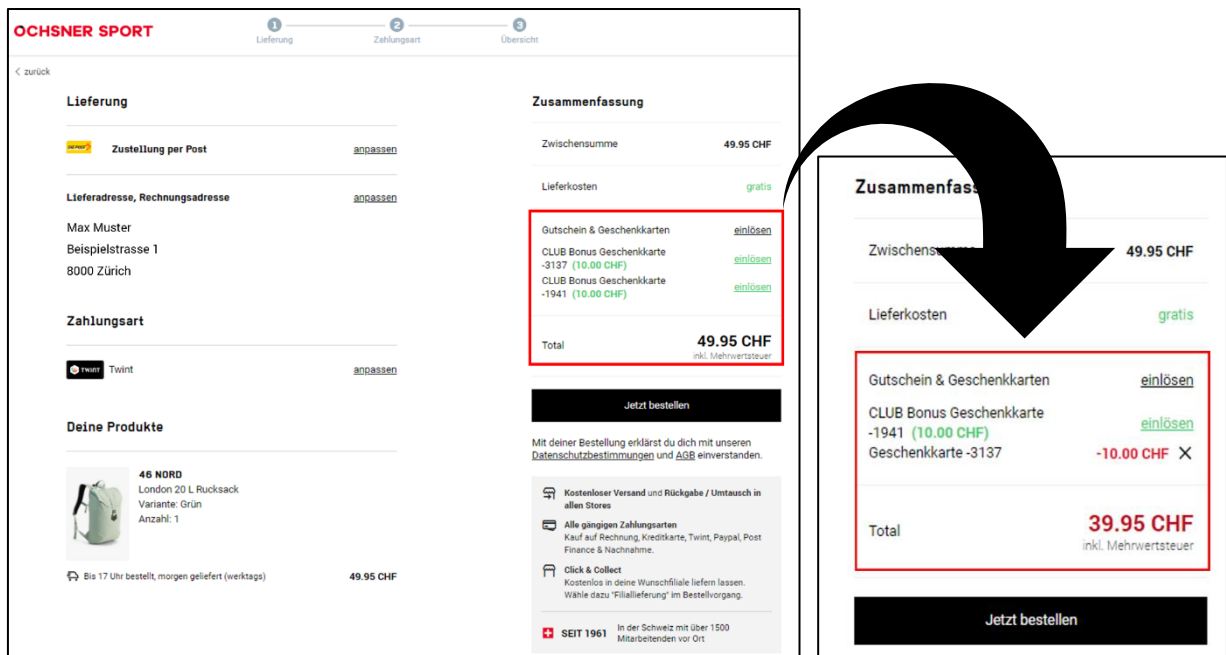 OCHSNER SPORT
1
2
3
Lieferung
Zahlungsart
Übersicht
< zurück
Lieferung
DIE POST
Zustellung per Post
anpassen
Lieferadresse, Rechnungsadresse
anpassen
Max Muster
Beispielstrasse 1
8000 Zürich
Zahlungsart
TWINT
Twint
anpassen
Deine Produkte
46 NORD
London 20 L Rucksack
Variante: Grün
Anzahl: 1
Bis 17 Uhr bestellt, morgen geliefert (werktags)
49.95 CHF
Zusammenfassung
Zwischensumme
49.95 CHF
Lieferkosten
gratis
Gutschein & Geschenkkarten
einlösen
CLUB Bonus Geschenkkarte
-3137 (10.00 CHF)
einlösen
CLUB Bonus Geschenkkarte
-1941 (10.00 CHF)
einlösen
Total
49.95 CHF
inkl. Mehrwertsteuer
Jetzt bestellen
Mit deiner Bestellung erklärst du dich mit unseren
Datenschutzbestimmungen und AGB einverstanden.
Kostenloser Versand und Rückgabe / Umtausch in
allen Stores
Alle gängigen Zahlungsarten
Kauf auf Rechnung, Kreditkarte, Twint, Paypal, Post
Finance & Nachnahme.
Click & Collect
Kostenlos in deine Wunschfiliale liefern lassen.
Wähle dazu "Filiallieferung" im Bestellvorgang.
SEIT 1961
In der Schweiz mit über 1500
Mitarbeitenden vor Ort
Zusammenfass
Zwischensu
49.95 CHF
Lieferkosten
gratis
Gutschein & Geschenkkarten
einlösen
CLUB Bonus Geschenkkarte
-1941 (10.00 CHF)
einlösen
Geschenkkarte -3137
-10.00 CHF X
Total
39.95 CHF
inkl. Mehrwertsteuer
Jetzt bestellen